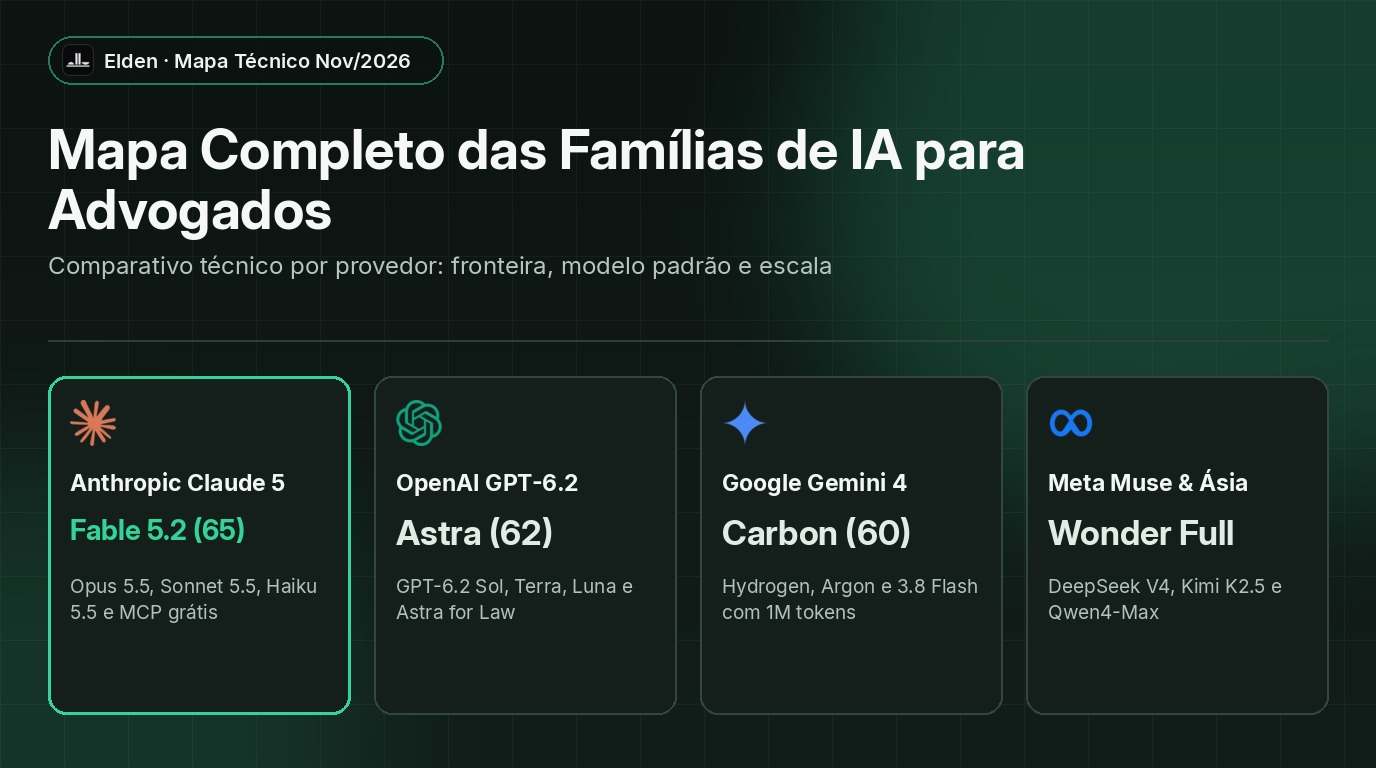 Elden · Mapa Técnico Nov/2026
Mapa Completo das Famílias de IA para
Advogados
Comparativo técnico por provedor: fronteira, modelo padrão e escala
Anthropic Claude 5
Fable 5.2 (65)
Opus 5.5, Sonnet 5.5, Haiku
5.5 e MCP grátis
OpenAI GPT-6.2
Astra (62)
GPT-6.2 Sol, Terra, Luna e
Astra for Law
Google Gemini 4
Carbon (60)
Hydrogen, Argon e 3.8 Flash
com 1M tokens
Meta Muse & Ásia
Wonder Full
DeepSeek V4, Kimi K2.5 e
Qwen4-Max